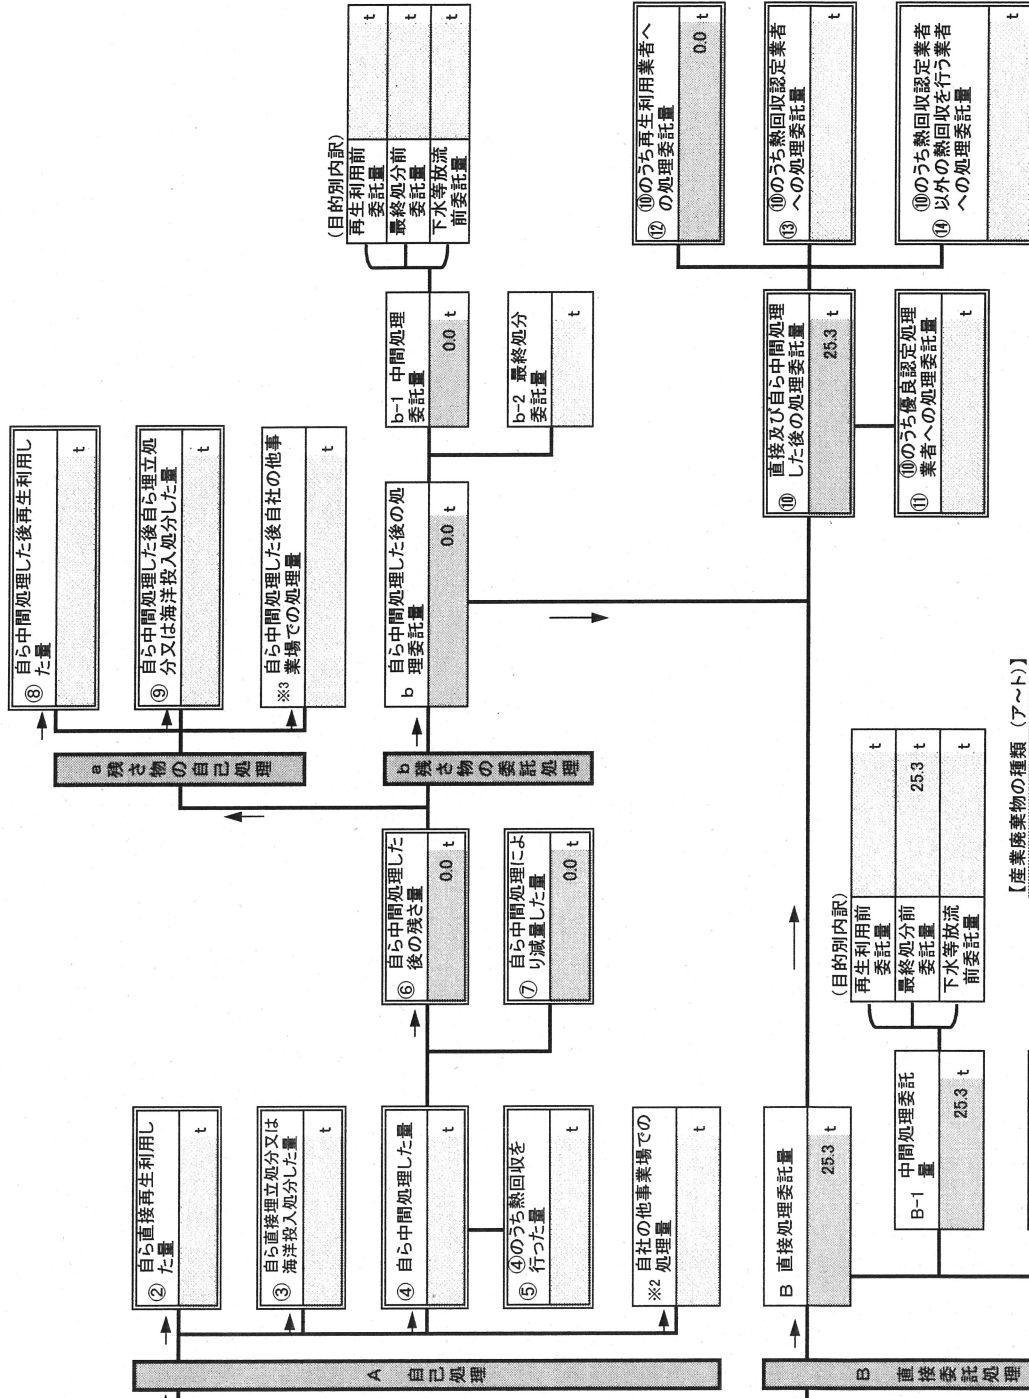 A 自己処理
② 自ら直接再生利用し
た量
t
③ 自ら直接埋立処分又は
海洋投入処分した量
t
④ 自ら中間処理した量
t
⑤ ④のうち熱回収を
行った量
t
※2 自社の他事業場での
処理量
t
⑥ 自ら中間処理した
後の残さ量
0.0 t
⑦ 自ら中間処理によ
り減量した量
0.0 t
a 残さ物の自己処理
⑧ 自ら中間処理した後再生利用し
た量
t
⑨ 自ら中間処理した後自ら埋立処
分又は海洋投入処分した量
t
※3 自ら中間処理した後自社の他事
業場での処理量
t
b 残さ物の委託処理
b 自ら中間処理した後の処
理委託量
0.0 t
b-1 中間処理
委託量
0.0 t
b-2 最終処分
委託量
t
(目的別内訳)
再生利用前
委託量
t
最終処分前
委託量
t
下水等放流
前委託量
t
B 直接委託処理
B 直接処理委託量
25.3 t
B-1 中間処理委託
量
25.3 t
(目的別内訳)
再生利用前
委託量
t
最終処分前
委託量
25.3 t
下水等放流
前委託量
t
⑩ 直接及び自ら中間処理
した後の処理委託量
25.3 t
⑪ ⑩のうち優良認定処理
業者への処理委託量
t
⑫ ⑩のうち再生利用業者へ
の処理委託量
0.0 t
⑬ ⑩のうち熱回収認定業者
への処理委託量
t
⑭ ⑩のうち熱回収認定業者
以外の熱回収を行う業者
への処理委託量
t
【産業廃棄物の種類 (ア~ト)】